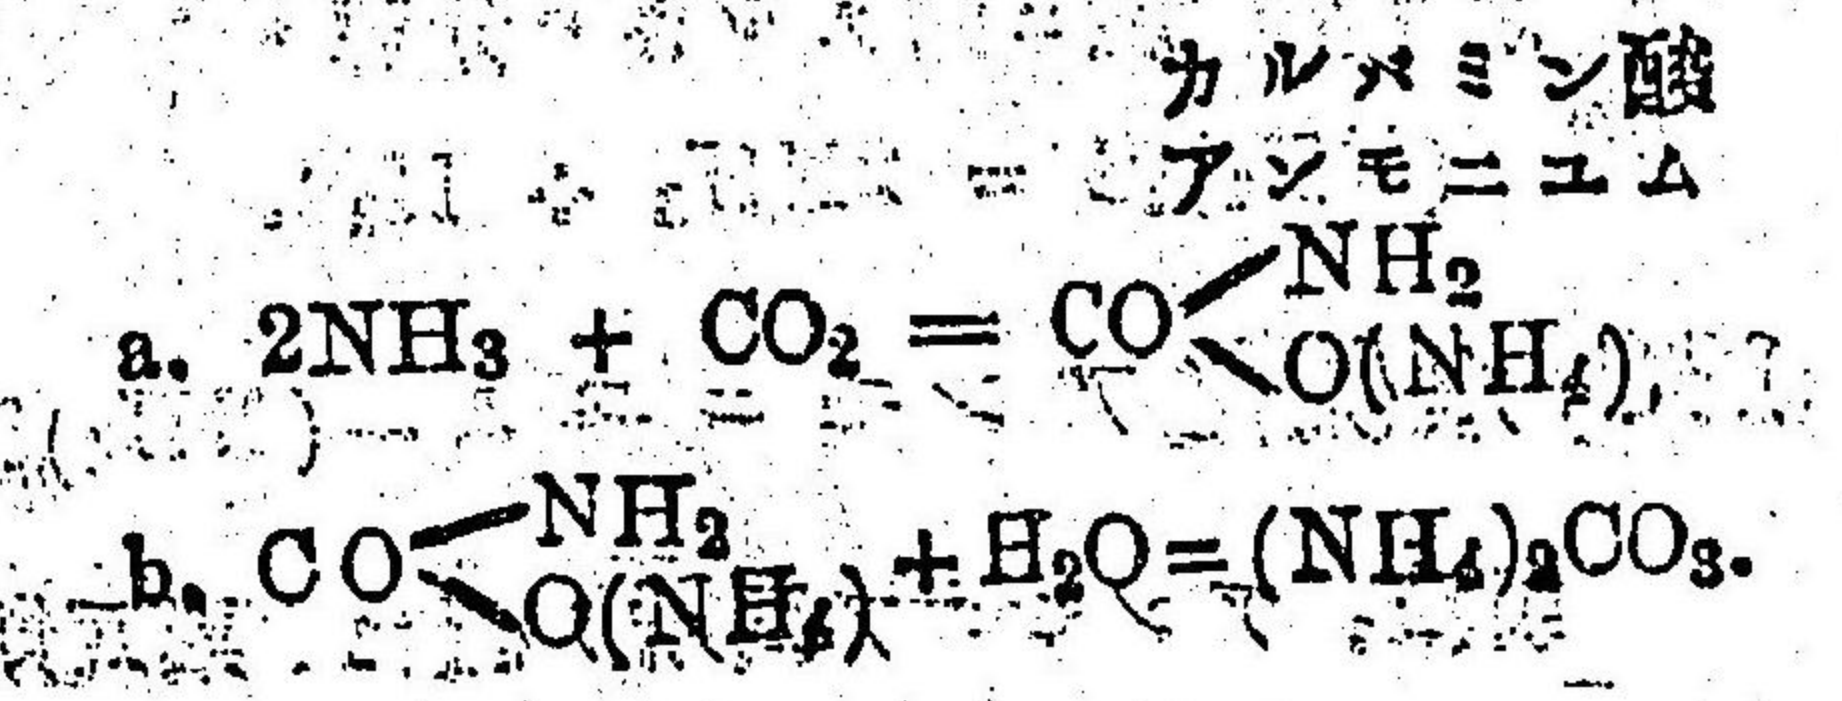 カルバミン酸
アンモニユム
a. 2NH₃ + CO₂ = CO NH₂ O(NH₄),
b. CO NH₂ O(NH₄) + H₂O = (NH₄)₂CO₃.